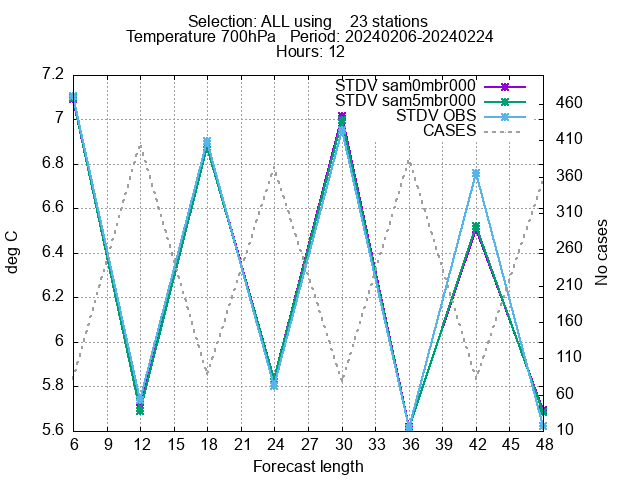 Selection: ALL using    23 stations
Temperature 700hPa   Period: 20240206-20240224
Hours: 12
STDV sam0mbr000
STDV sam5mbr000
STDV OBS
CASES
7.2
7
6.8
6.6
6.4
6.2
6
5.8
5.6
deg C
460
410
360
310
260
210
160
110
60
10
No cases
6 9 12 15 18 21 24 27 30 33 36 39 42 45 48
Forecast length